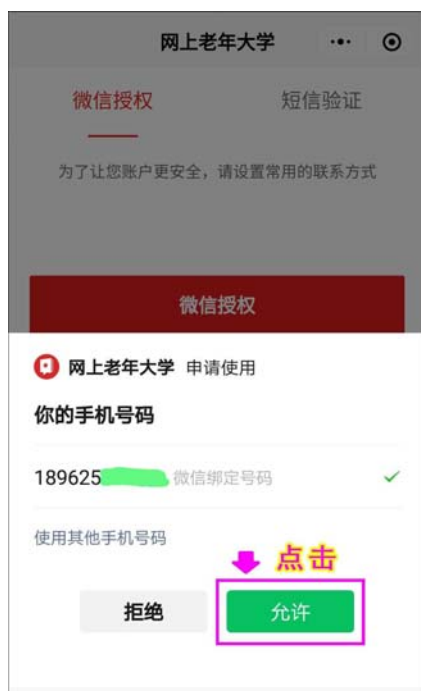 网上老年大学
微信授权 短信验证
为了让您账户更安全，请设置常用的联系方式
微信授权
网上老年大学 申请使用
你的手机号码
189625 微信绑定号码
使用其他手机号码
点击
拒绝 允许